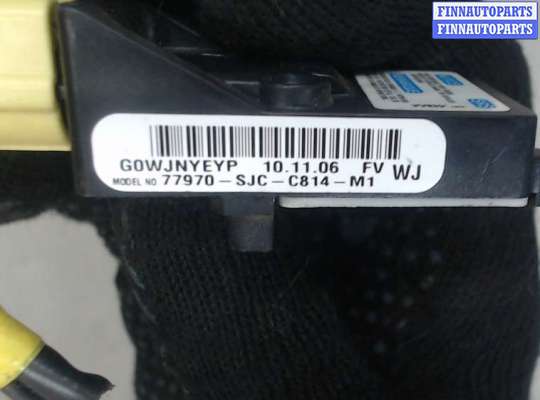 FINNAUTOPARTS
FINNAUTOPARTS
G0WJNYEYP 10.11.06 FV WJ
MODEL NO 77970-SJC-C814-M1